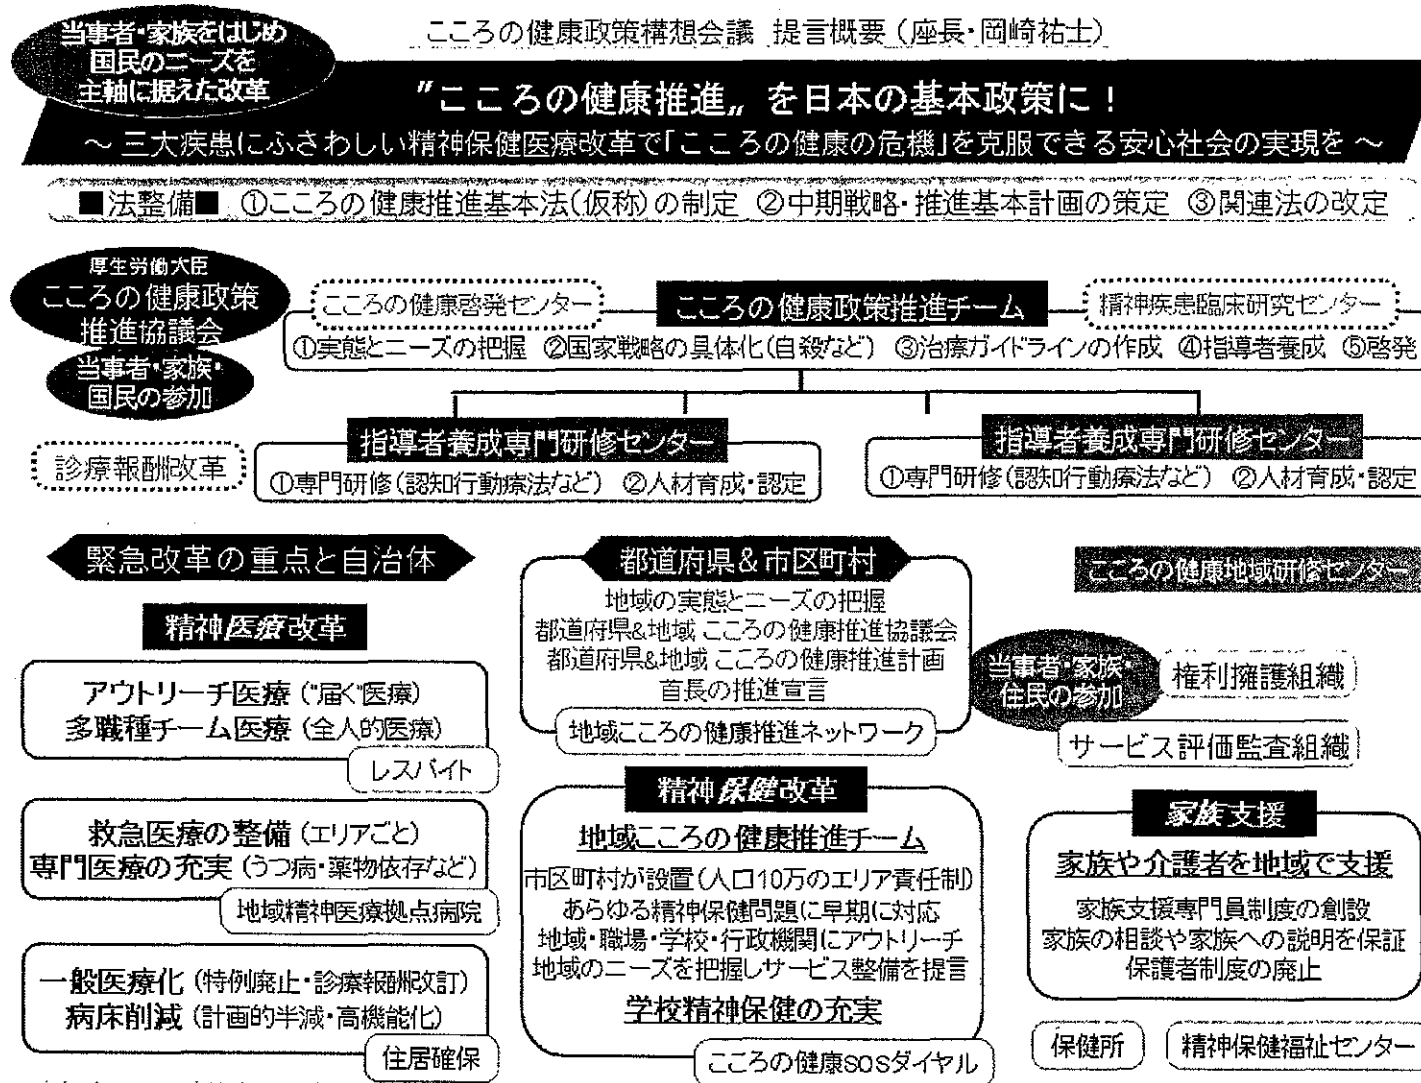 当事者・家族をはじめ
国民のニーズを
主軸に据えた改革
こころの健康政策構想会議 提言概要（座長・岡崎祐士）
"こころの健康推進„ を日本の基本政策に！
～ 三大疾患にふさわしい精神保健医療改革で「こころの健康の危機」を克服できる安心社会の実現を ～
■法整備■ ①こころの健康推進基本法（仮称）の制定 ②中期戦略・推進基本計画の策定 ③関連法の改定
厚生労働大臣
こころの健康政策
推進協議会
当事者・家族・
国民の参加
こころの健康啓発センター
こころの健康政策推進チーム
精神疾患臨床研究センター
①実態とニーズの把握 ②国家戦略の具体化（自殺など） ③治療ガイドラインの作成 ④指導者養成 ⑤啓発
診療報酬改革
指導者養成専門研修センター
①専門研修（認知行動療法など） ②人材育成・認定
指導者養成専門研修センター
①専門研修（認知行動療法など） ②人材育成・認定
緊急改革の重点と自治体
精神医療改革
アウトリーチ医療（"届く"医療）
多職種チーム医療（全人的医療）
レスパイト
救急医療の整備（エリアごと）
専門医療の充実（うつ病・薬物依存など）
地域精神医療拠点病院
一般医療化（特例廃止・診療報酬改訂）
病床削減（計画的半減・高機能化）
住居確保
都道府県＆市区町村
地域の実態とニーズの把握
都道府県&地域 こころの健康推進協議会
都道府県&地域 こころの健康推進計画
首長の推進宣言
地域こころの健康推進ネットワーク
精神保健改革
地域こころの健康推進チーム
市区町村が設置（人口10万のエリア責任制）
あらゆる精神保健問題に早期に対応
地域・職場・学校・行政機関にアウトリーチ
地域のニーズを把握しサービス整備を提言
学校精神保健の充実
こころの健康SOSダイヤル
こころの健康地域研修センター
当事者・家族・
住民の参加
権利擁護組織
サービス評価監査組織
家族支援
家族や介護者を地域で支援
家族支援専門員制度の創設
家族の相談や家族への説明を保証
保護者制度の廃止
保健所
精神保健福祉センター